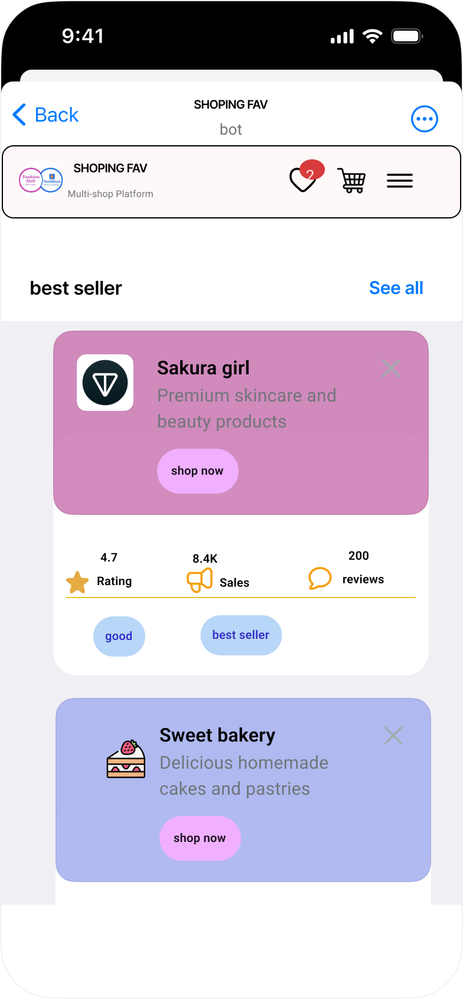 9:41
Back
SHOPING FAV
bot
Fashion
Hub
TechStore
SHOPING FAV
Multi-shop Platform
2
best seller
See all
Sakura girl
Premium skincare and
beauty products
shop now
4.7
Rating
8.4K
Sales
200
reviews
good
best seller
Sweet bakery
Delicious homemade
cakes and pastries
shop now